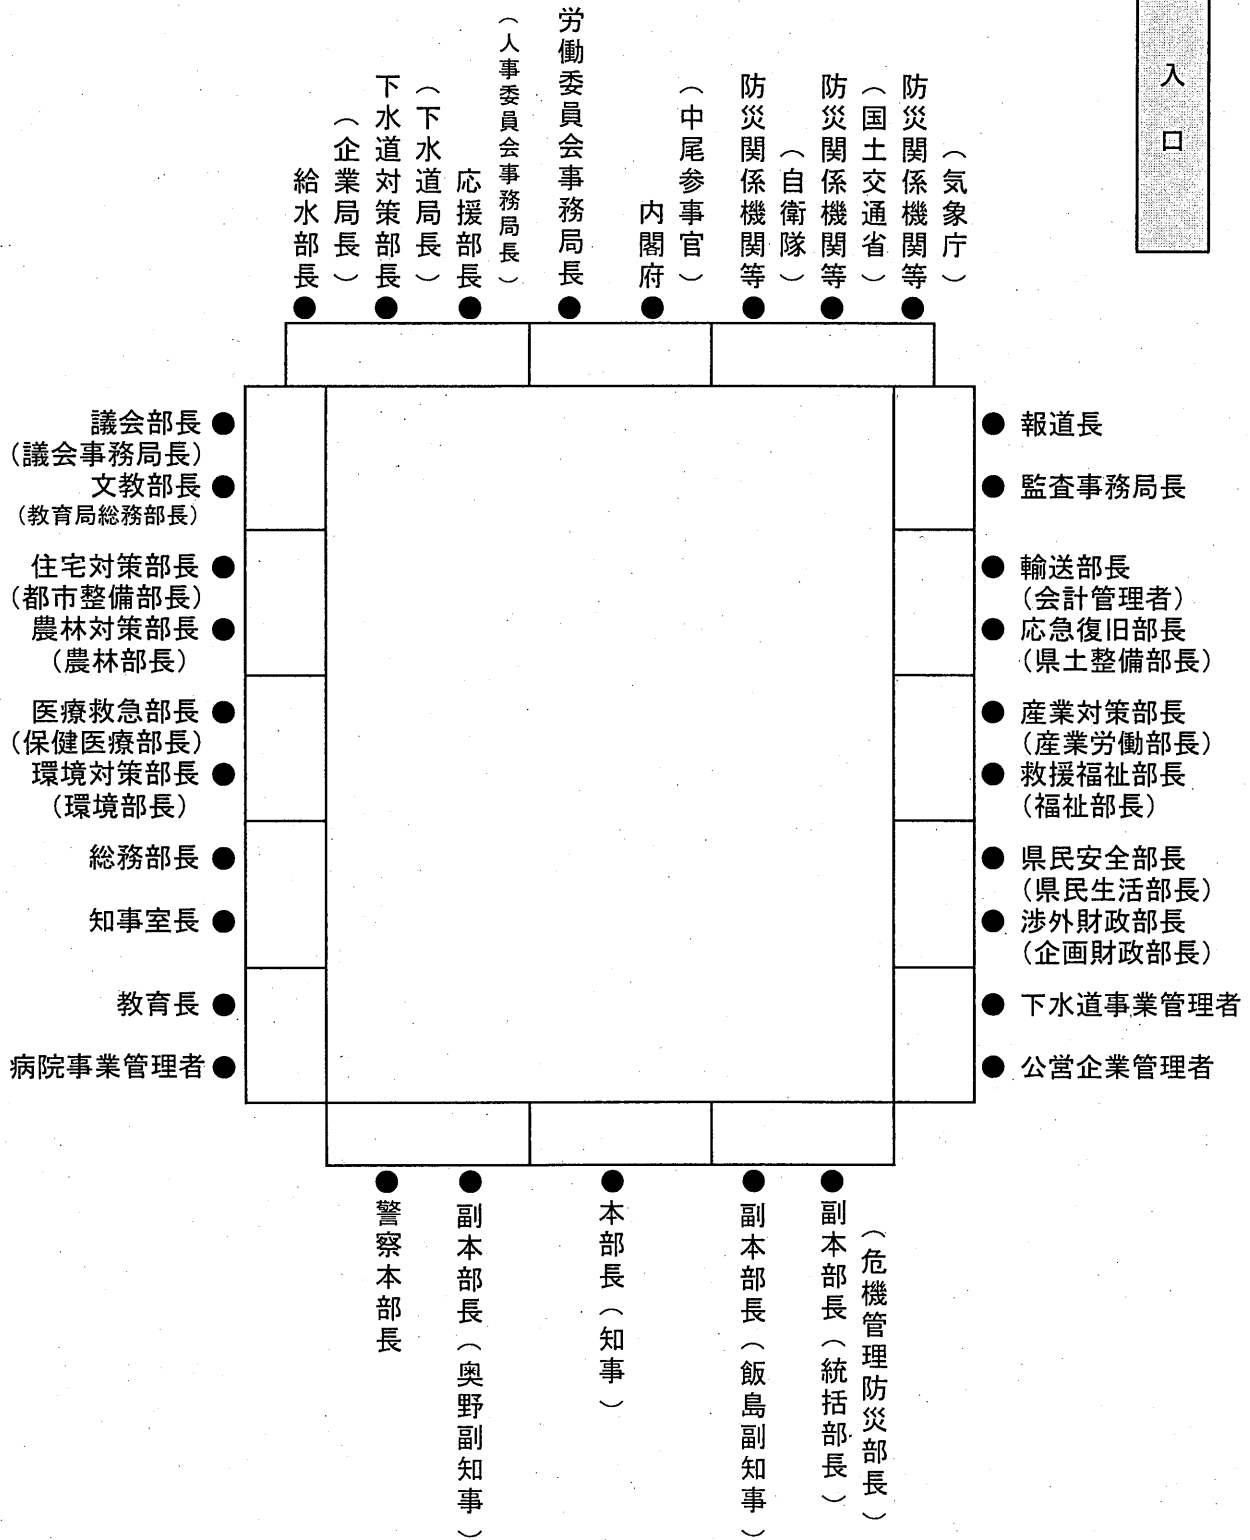 入口
給水部長
（企業局長）
下水道対策部長
（下水道局長）
応援部長
（人事委員会事務局長）
労働委員会事務局長
内閣府
（中尾参事官）
防災関係機関等
（自衛隊）
防災関係機関等
（国土交通省）
防災関係機関等
（気象庁）
議会部長
（議会事務局長）
文教部長
（教育局総務部長）
住宅対策部長
（都市整備部長）
農林対策部長
（農林部長）
医療救急部長
（保健医療部長）
環境対策部長
（環境部長）
総務部長
知事室長
教育長
病院事業管理者
報道長
監査事務局長
輸送部長
（会計管理者）
応急復旧部長
（県土整備部長）
産業対策部長
（産業労働部長）
救援福祉部長
（福祉部長）
県民安全部長
（県民生活部長）
渉外財政部長
（企画財政部長）
下水道事業管理者
公営企業管理者
警察本部長
副本部長（奥野副知事）
本部長（知事）
副本部長（飯島副知事）
副本部長（統括部長）
（危機管理防災部長）